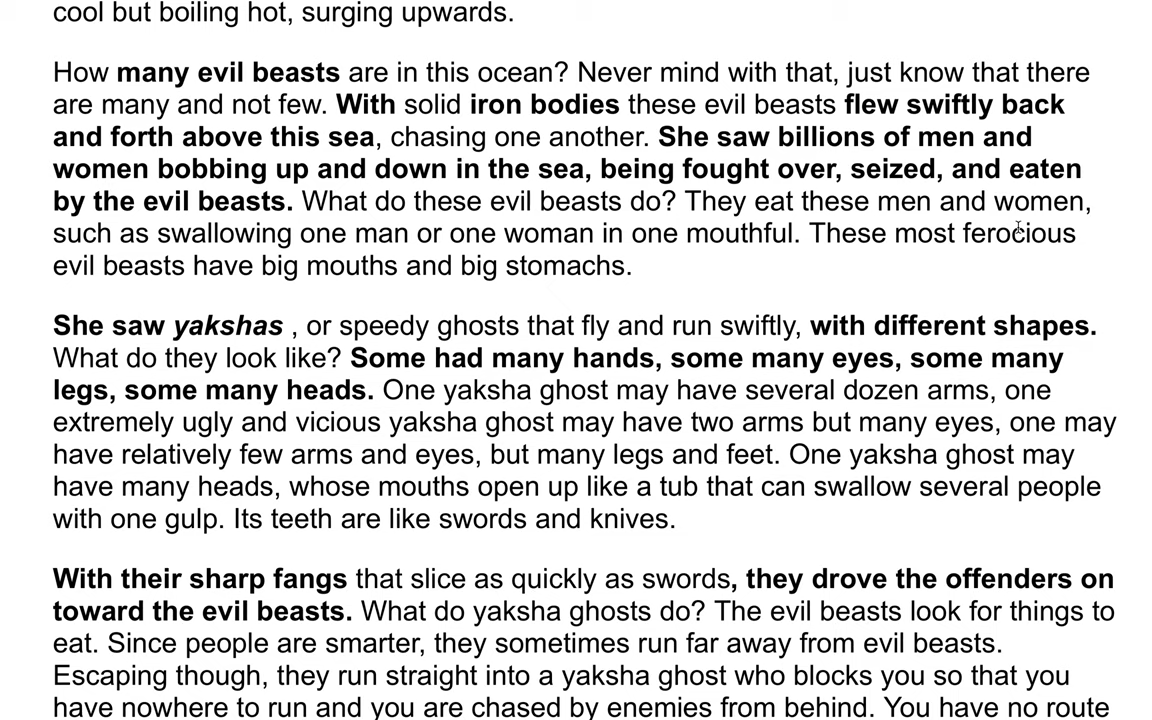 cool but boiling hot, surging upwards.
How many evil beasts are in this ocean? Never mind with that, just know that there
are many and not few. With solid iron bodies these evil beasts flew swiftly back
and forth above this sea, chasing one another. She saw billions of men and
women bobbing up and down in the sea, being fought over, seized, and eaten
by the evil beasts. What do these evil beasts do? They eat these men and women,
such as swallowing one man or one woman in one mouthful. These most ferocious
evil beasts have big mouths and big stomachs.
She saw yakshas , or speedy ghosts that fly and run swiftly, with different shapes.
What do they look like? Some had many hands, some many eyes, some many
legs, some many heads. One yaksha ghost may have several dozen arms, one
extremely ugly and vicious yaksha ghost may have two arms but many eyes, one may
have relatively few arms and eyes, but many legs and feet. One yaksha ghost may
have many heads, whose mouths open up like a tub that can swallow several people
with one gulp. Its teeth are like swords and knives.
With their sharp fangs that slice as quickly as swords, they drove the offenders on
toward the evil beasts. What do yaksha ghosts do? The evil beasts look for things to
eat. Since people are smarter, they sometimes run far away from evil beasts.
Escaping though, they run straight into a yaksha ghost who blocks you so that you
have nowhere to run and you are chased by enemies from behind. You have no route